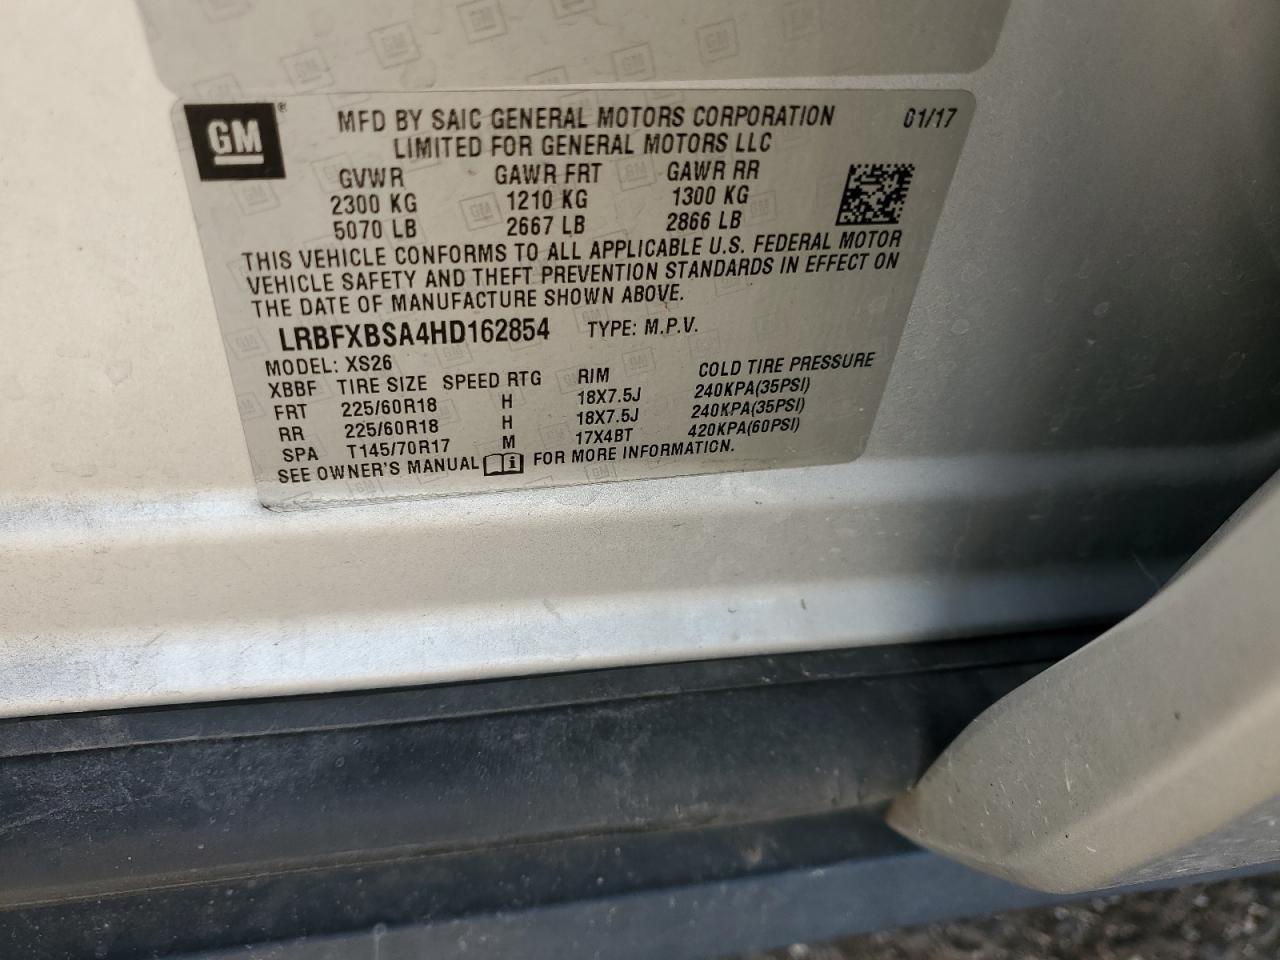 GM ® MFD BY SAIC GENERAL MOTORS CORPORATION 01/17
LIMITED FOR GENERAL MOTORS LLC
GVWR GAWR FRT GAWR RR
2300 KG 1210 KG 1300 KG
5070 LB 2667 LB 2866 LB
THIS VEHICLE CONFORMS TO ALL APPLICABLE U.S. FEDERAL MOTOR
VEHICLE SAFETY AND THEFT PREVENTION STANDARDS IN EFFECT ON
THE DATE OF MANUFACTURE SHOWN ABOVE.
LRBFXBSA4HD162854 TYPE: M.P.V.
MODEL: XS26
XBBF TIRE SIZE SPEED RTG RIM COLD TIRE PRESSURE
FRT 225/60R18 H 18X7.5J 240KPA(35PSI)
RR 225/60R18 H 18X7.5J 240KPA(35PSI)
SPA T145/70R17 M 17X4BT 420KPA(60PSI)
SEE OWNER'S MANUAL i FOR MORE INFORMATION.